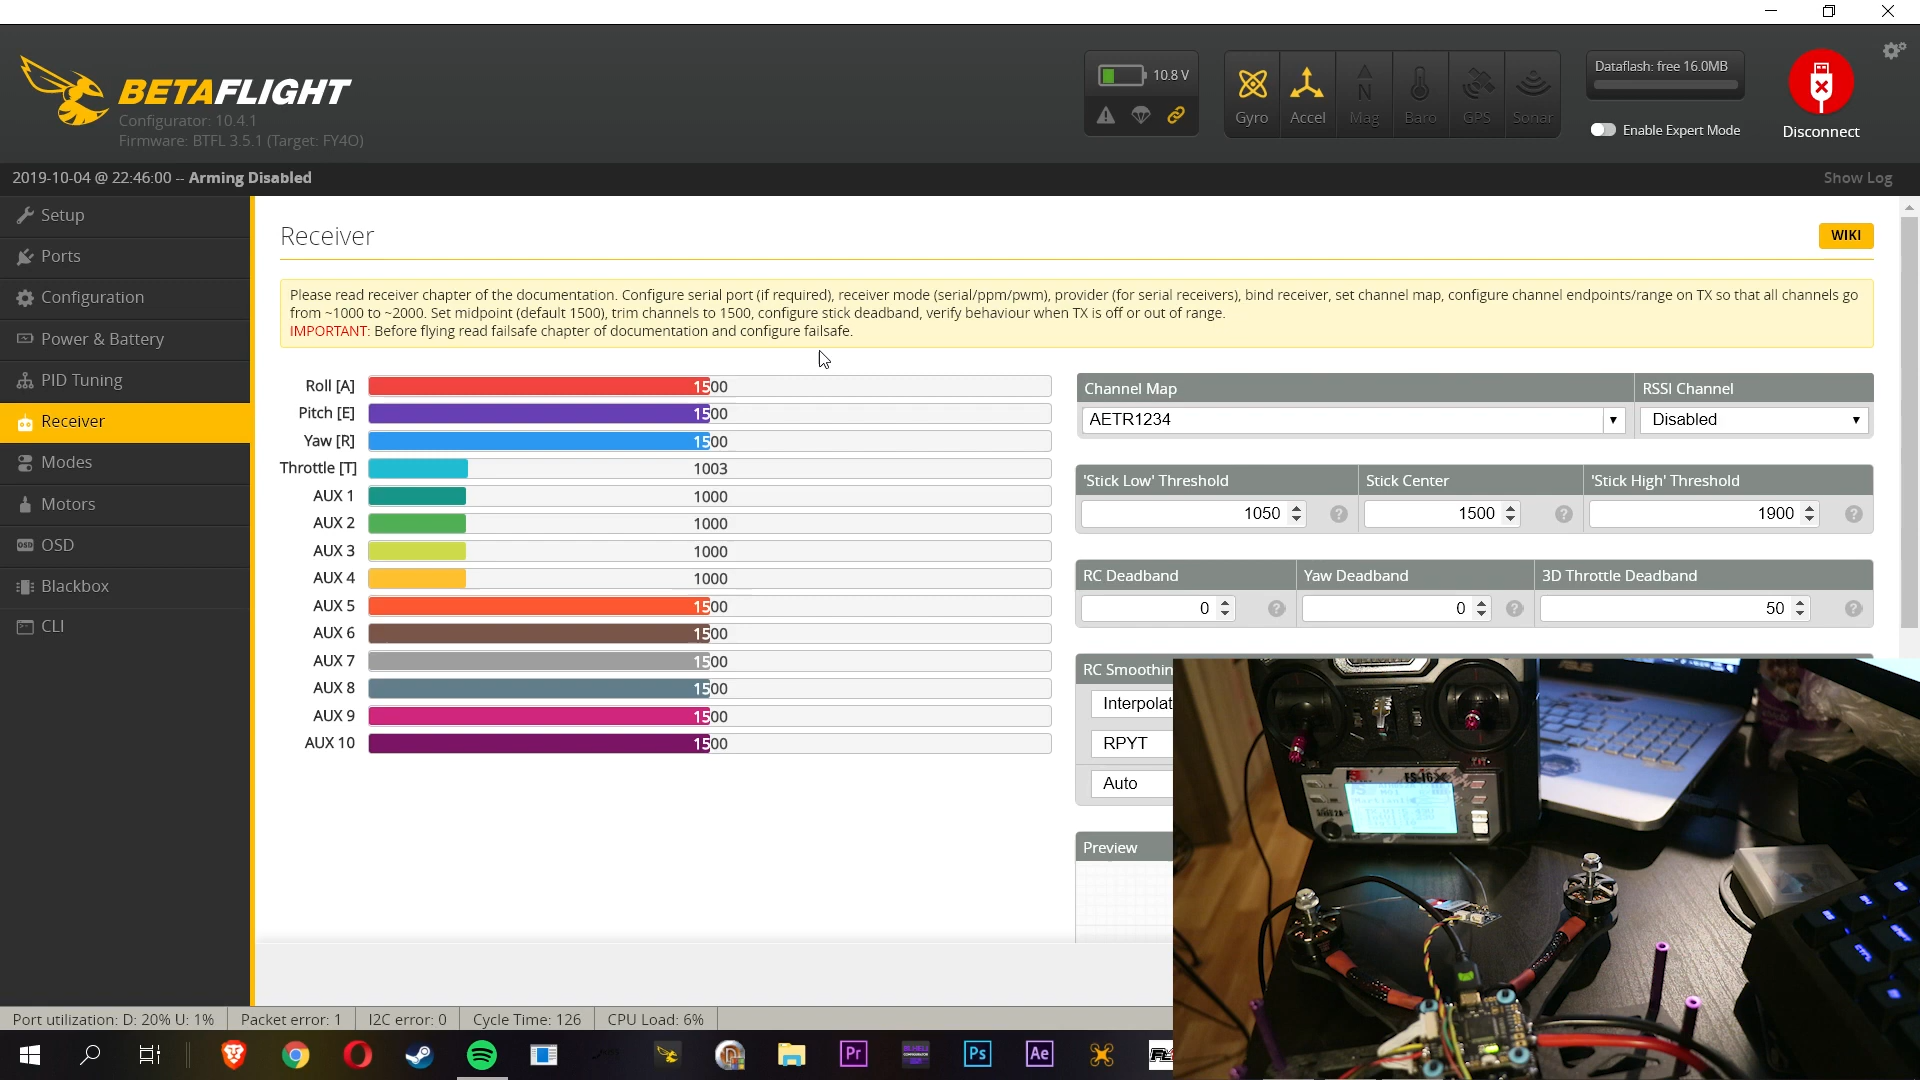 BETAFLIGHT
Configurator: 10.4.1
Firmware: BTFL 3.5.1 (Target: FY4O)
10.8 V
Gyro
Accel
Mag
Baro
GPS
Sonar
Dataflash: free 16.0MB
Enable Expert Mode
Disconnect
2019-10-04 @ 22:46:00 -- Arming Disabled
Show Log
Setup
Ports
Configuration
Power & Battery
PID Tuning
Receiver
Modes
Motors
OSD
Blackbox
CLI
Receiver
WIKI
Please read receiver chapter of the documentation. Configure serial port (if required), receiver mode (serial/ppm/pwm), provider (for serial receivers), bind receiver, set channel map, configure channel endpoints/range on TX so that all channels go
from ~1000 to ~2000. Set midpoint (default 1500), trim channels to 1500, configure stick deadband, verify behaviour when TX is off or out of range.
IMPORTANT: Before flying read failsafe chapter of documentation and configure failsafe.
Roll [A] 1500
Pitch [E] 1500
Yaw [R] 1500
Throttle [T] 1003
AUX 1 1000
AUX 2 1000
AUX 3 1000
AUX 4 1000
AUX 5 1500
AUX 6 1500
AUX 7 1500
AUX 8 1500
AUX 9 1500
AUX 10 1500
Channel Map RSSI Channel
AETR1234 Disabled
'Stick Low' Threshold Stick Center 'Stick High' Threshold
1050 1500 1900
RC Deadband Yaw Deadband 3D Throttle Deadband
0 0 50
RC Smoothin
Interpolat
RPYT
Auto
Preview
FS-i6X
Port utilization: D: 20% U: 1% Packet error: 1 I2C error: 0 Cycle Time: 126 CPU Load: 6%
Pr
Ps
Ae